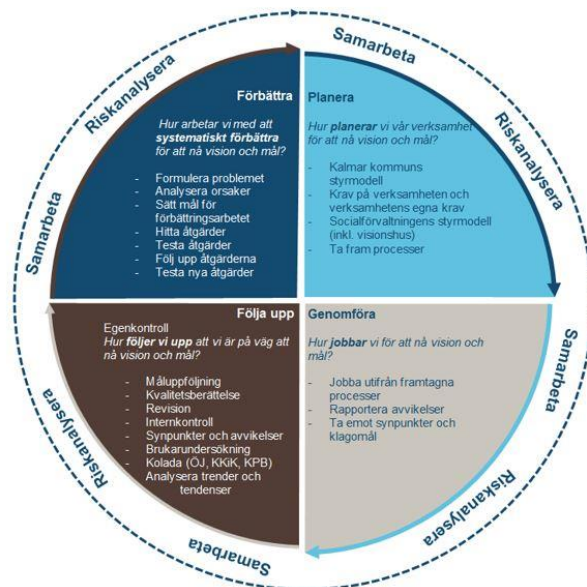 Samarbeta
Riskanalysera
Samarbeta
Riskanalysera
Samarbeta
Riskanalysera
Samarbeta
Riskanalysera
Förbättra
Hur arbetar vi med att
systematiskt förbättra
för att nå vision och mål?
- Formulera problemet
- Analysera orsaker
- Sätt mål för
förbättringsarbetet
- Hitta åtgärder
- Testa åtgärder
- Följ upp åtgärderna
- Testa nya åtgärder
Planera
Hur planerar vi vår verksamhet
för att nå vision och mål?
- Kalmar kommuns
styrmodell
- Krav på verksamheten och
verksamhetens egna krav
- Socialförvaltningens styrmodell
(inkl. visionshus)
- Ta fram processer
Följa upp
Egenkontroll
Hur följer vi upp att vi är på väg att
nå vision och mål?
- Måluppföljning
- Kvalitetsberättelse
- Revision
- Internkontroll
- Synpunkter och avvikelser
- Brukarundersökning
- Kolada (ÖJ, KKiK, KPB)
- Analysera trender och
tendenser
Genomföra
Hur jobbar vi för att nå vision och
mål?
- Jobba utifrån framtagna
processer
- Rapportera avvikelser
- Ta emot synpunkter och
klagomål